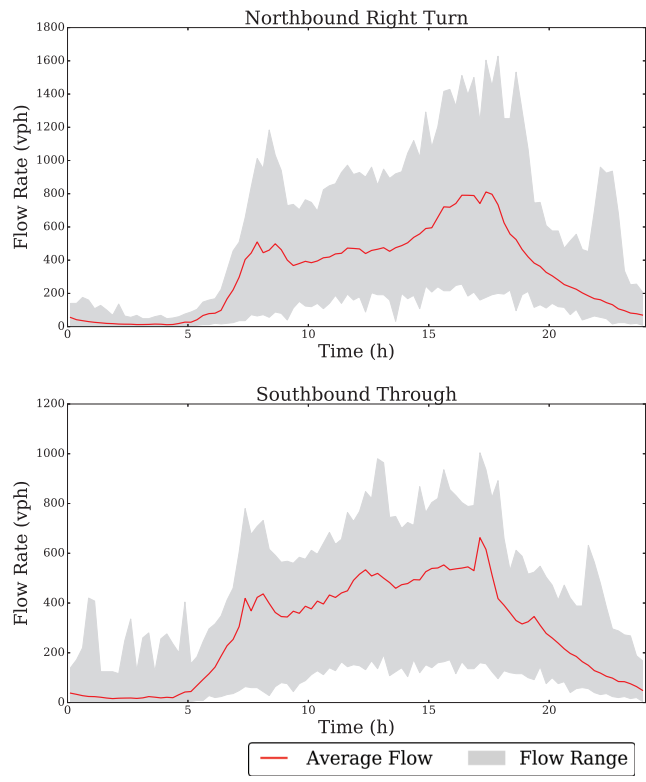 Northbound Right Turn
1800
1600
1400
1200
1000
800
600
400
200
0
Flow Rate (vph)
0 5 10 15 20
Time (h)
Southbound Through
1200
1000
800
600
400
200
0
Flow Rate (vph)
0 5 10 15 20
Time (h)
Average Flow Flow Range